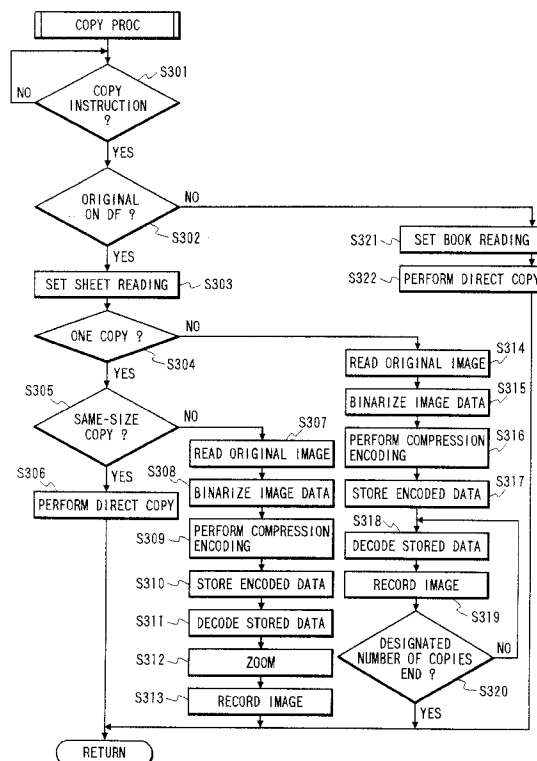 COPY PROC
S301
NO
COPY
INSTRUCTION
?
YES
ORIGINAL
ON DF ?
NO
S302
YES
S321
SET BOOK READING
SET SHEET READING
S303
S322
PERFORM DIRECT COPY
ONE COPY ?
NO
S304
YES
S314
READ ORIGINAL IMAGE
S315
BINARIZE IMAGE DATA
S305
SAME-SIZE
COPY ?
NO
S307
READ ORIGINAL IMAGE
S316
PERFORM COMPRESSION
ENCODING
YES
S306
PERFORM DIRECT COPY
S308
BINARIZE IMAGE DATA
S317
STORE ENCODED DATA
S309
PERFORM COMPRESSION
ENCODING
S318
DECODE STORED DATA
S310
STORE ENCODED DATA
RECORD IMAGE
S319
S311
DECODE STORED DATA
S312
ZOOM
DESIGNATED
NUMBER OF COPIES
END ?
NO
S320
S313
RECORD IMAGE
YES
RETURN